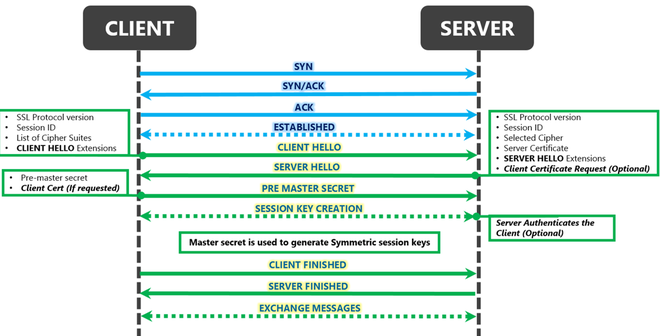 CLIENT
SERVER
SYN
SYN/ACK
ACK
ESTABLISHED
CLIENT HELLO
SERVER HELLO
PRE MASTER SECRET
SESSION KEY CREATION
• SSL Protocol version
• Session ID
• List of Cipher Suites
• CLIENT HELLO Extensions
• Pre-master secret
• Client Cert (If requested)
• SSL Protocol version
• Session ID
• Selected Cipher
• Server Certificate
• SERVER HELLO Extensions
• Client Certificate Request (Optional)
Server Authenticates the
Client (Optional)
Master secret is used to generate Symmetric session keys
CLIENT FINISHED
SERVER FINISHED
EXCHANGE MESSAGES